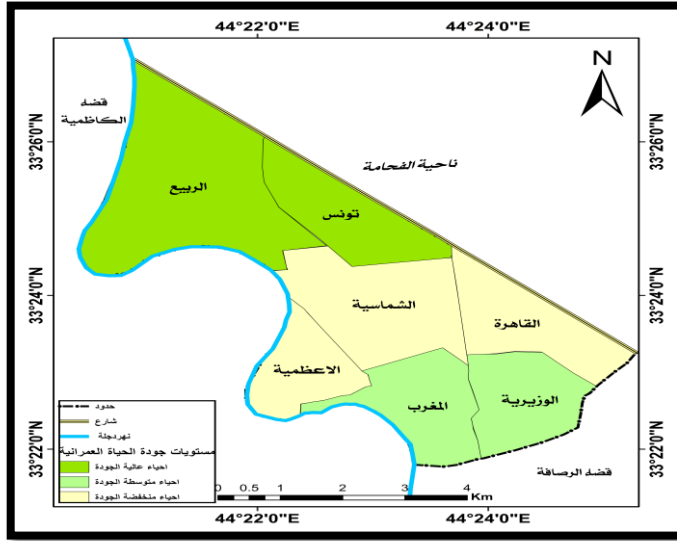 44°22'0"E
44°24'0"E
N
قضاء
الكاظمية
33°26'0"N
33°26'0"N
ناحية الفحامة
الربيع
تونس
33°24'0"N
33°24'0"N
الشماسية
القاهرة
الاعظمية
المغرب
الوزيرية
33°22'0"N
33°22'0"N
حدود
شارع
نهردجلة
مستويات جودة الحياة العمرانية
احياء عالية الجودة
احياء متوسطة الجودة
احياء منخفضة الجودة
قضاء الرصافة
0 0.5 1 2 3 4
Km
44°22'0"E
44°24'0"E